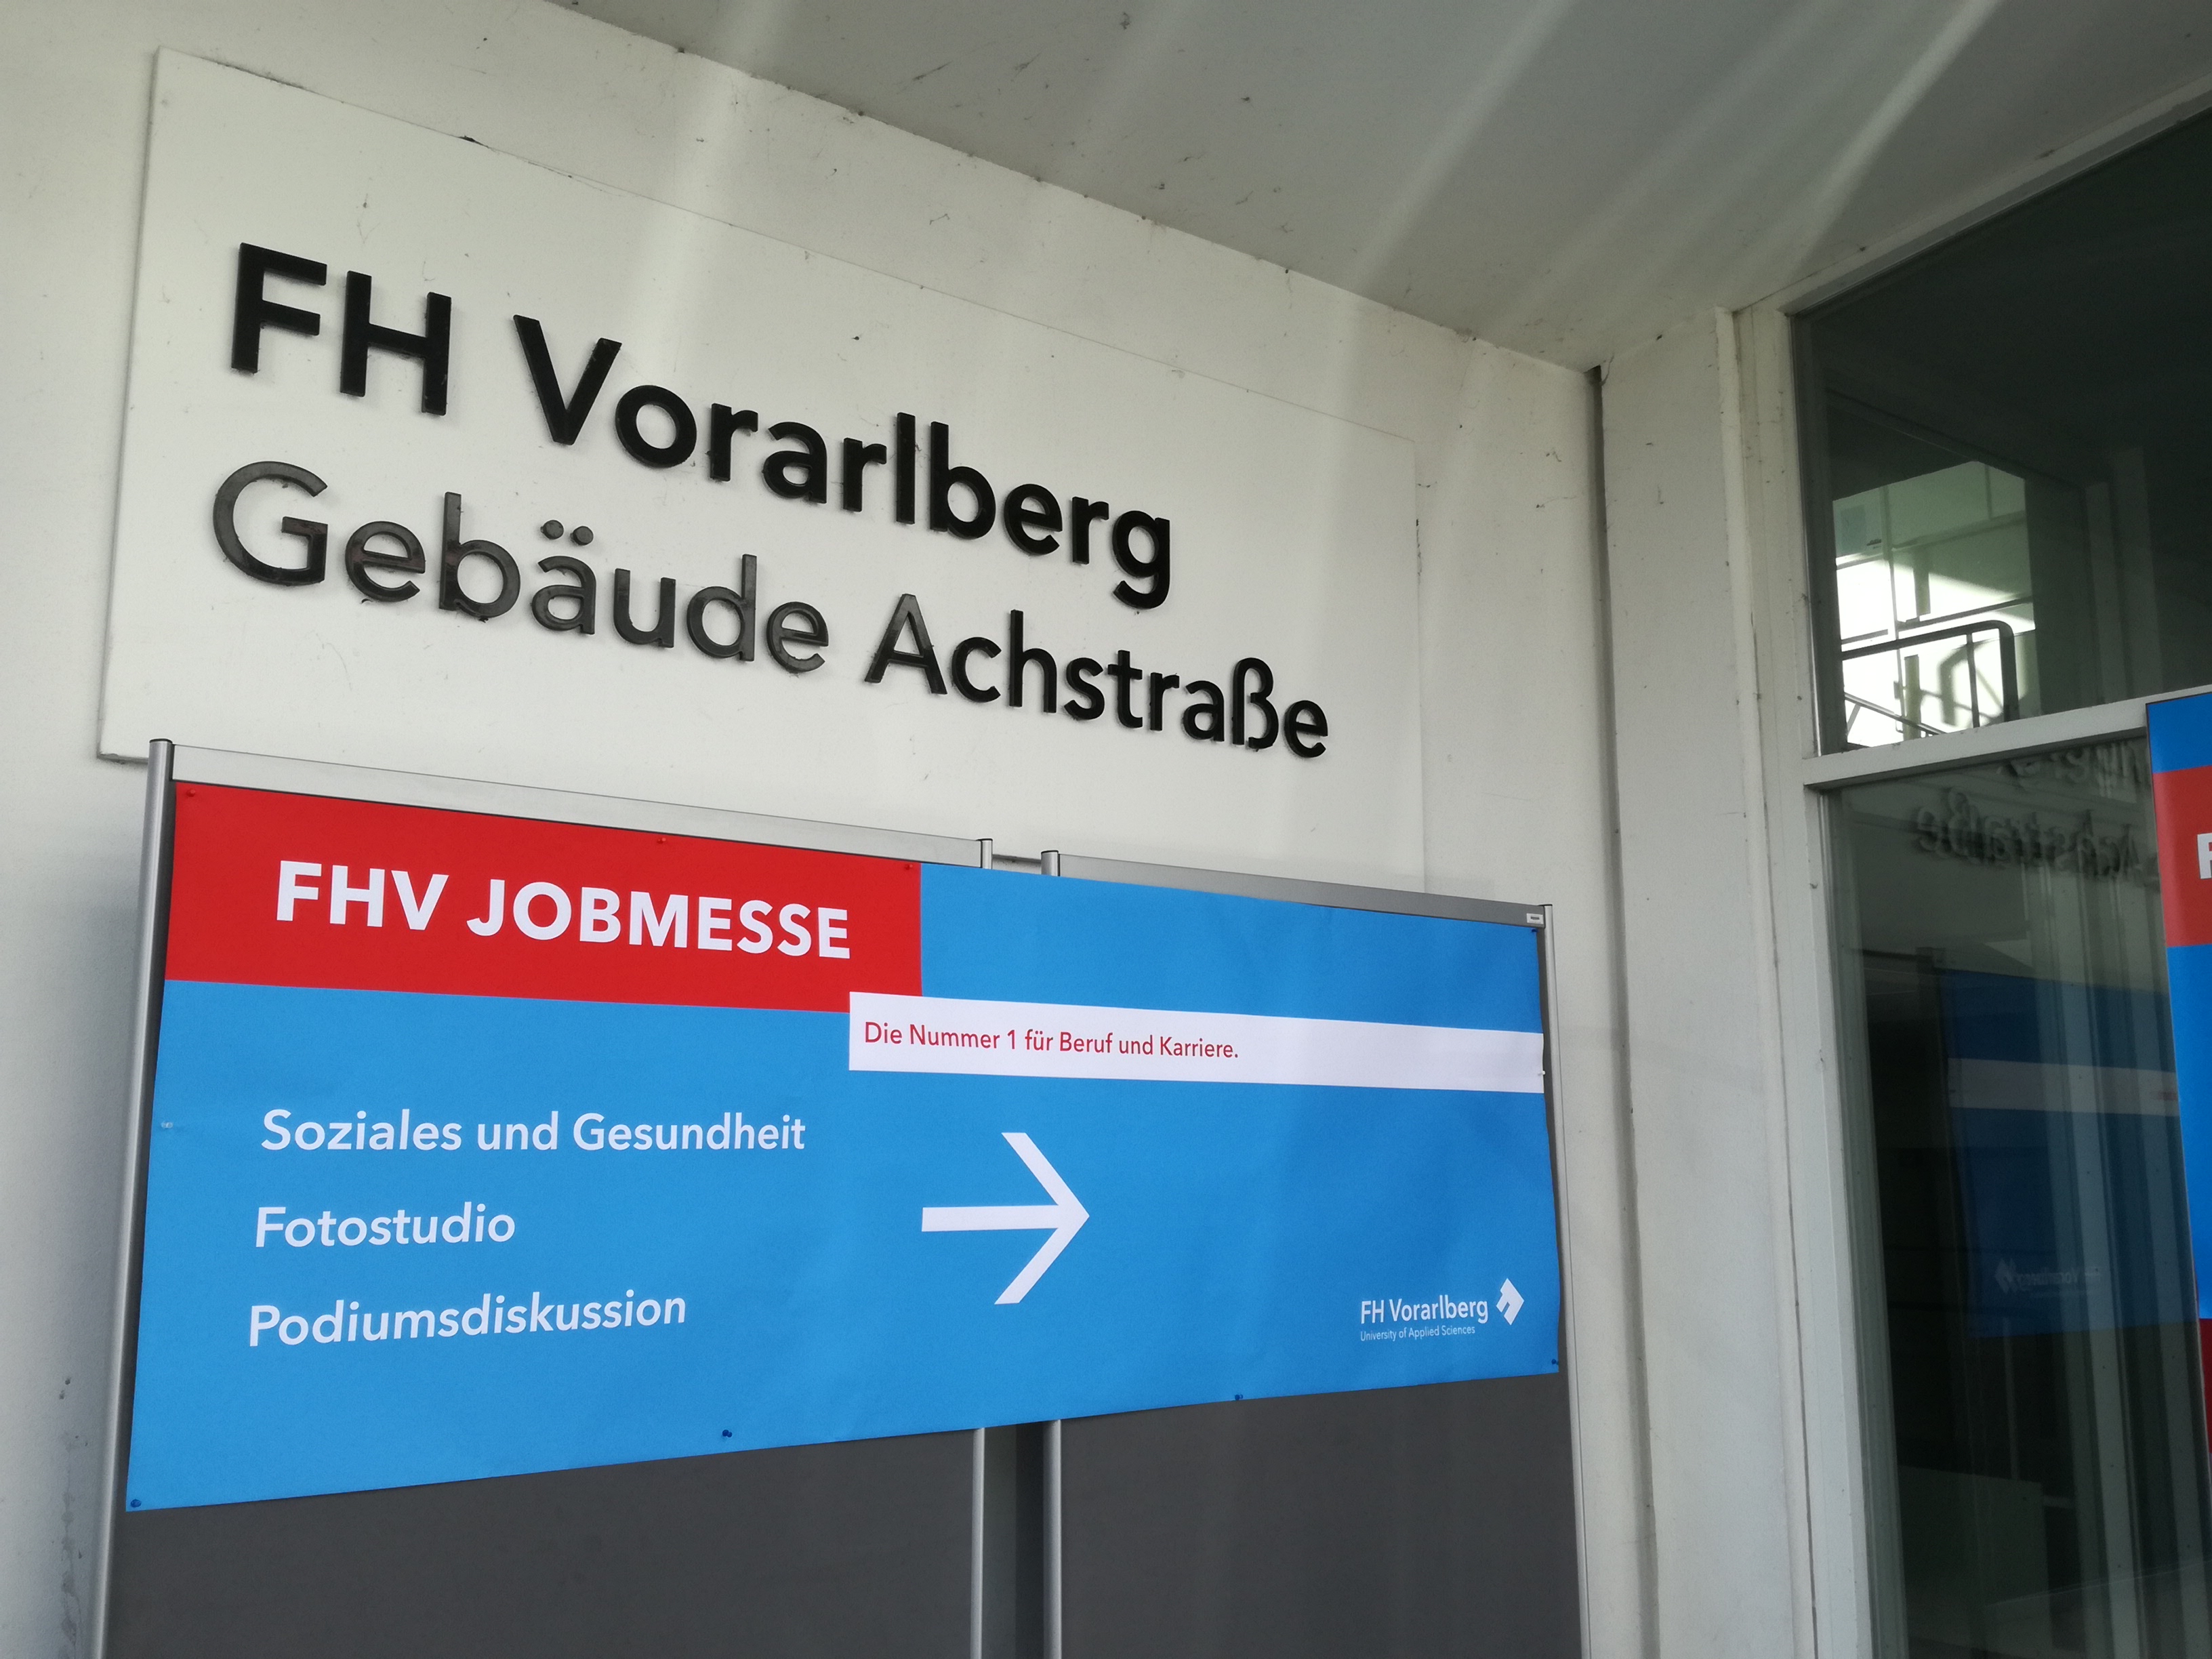 FH Vorarlberg
Gebäude Achstraße
FHV JOBMESSE
Die Nummer 1 für Beruf und Karriere.
Soziales und Gesundheit
Fotostudio
Podiumsdiskussion
FH Vorarlberg
University of Applied Sciences